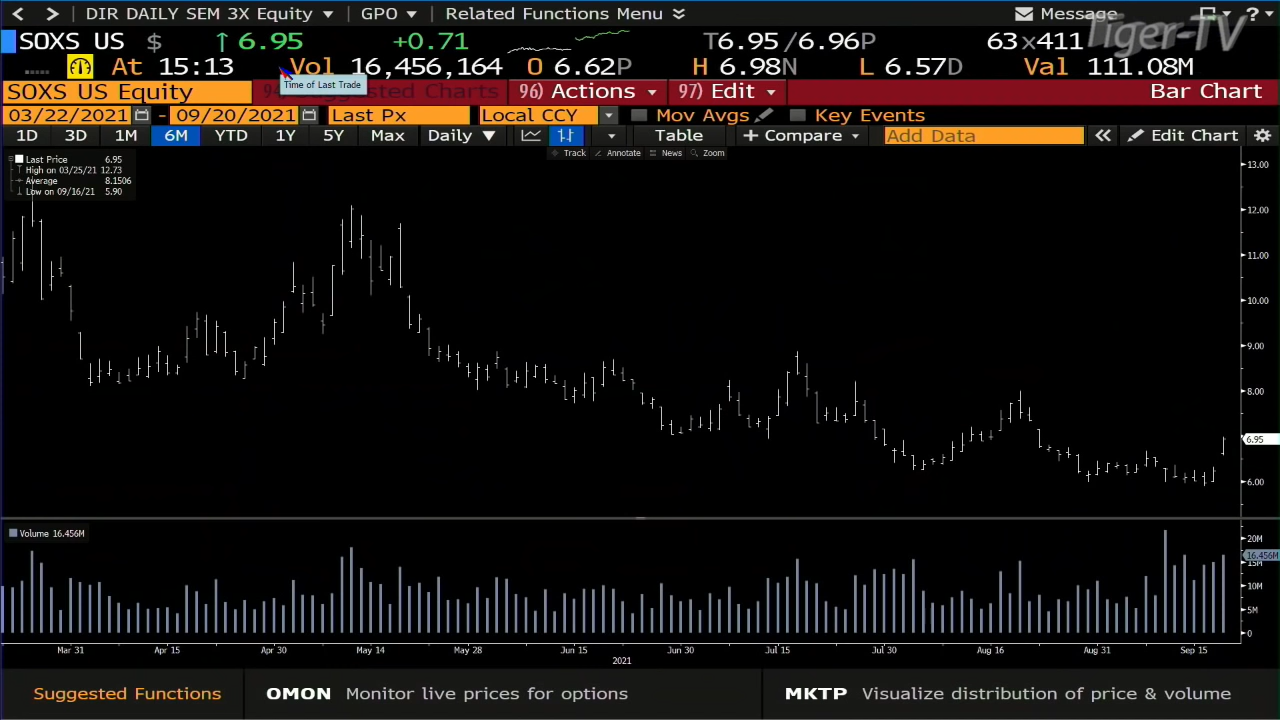 DIR DAILY SEM 3X Equity GPO Related Functions Menu Message ?
SOXS US $ ↑ 6.95 +0.71 T6.95 /6.96P 63 x411 Tiger-TV
At 15:13 Vol 16,456,164 O 6.62P H 6.98N L 6.57D Val 111.08M
Time of Last Trade
SOXS US Equity 94) Suggested Charts 96) Actions 97) Edit Bar Chart
03/22/2021 - 09/20/2021 Last Px Local CCY Mov Avgs Key Events
1D 3D 1M 6M YTD 1Y 5Y Max Daily ▼ Table + Compare Add Data « Edit Chart
Track Annotate News Zoom
Last Price 6.95
High on 03/25/21 12.73
Average 8.1506
Low on 09/16/21 5.90
13.00
12.00
11.00
10.00
9.00
8.00
6.95
6.00
Volume 16.456M
20M
16.456M
15M
10M
5M
0
Mar 31 Apr 15 Apr 30 May 14 May 28 Jun 15 Jun 30 Jul 15 Jul 30 Aug 16 Aug 31 Sep 15
2021
Suggested Functions OMON Monitor live prices for options MKTP Visualize distribution of price & volume